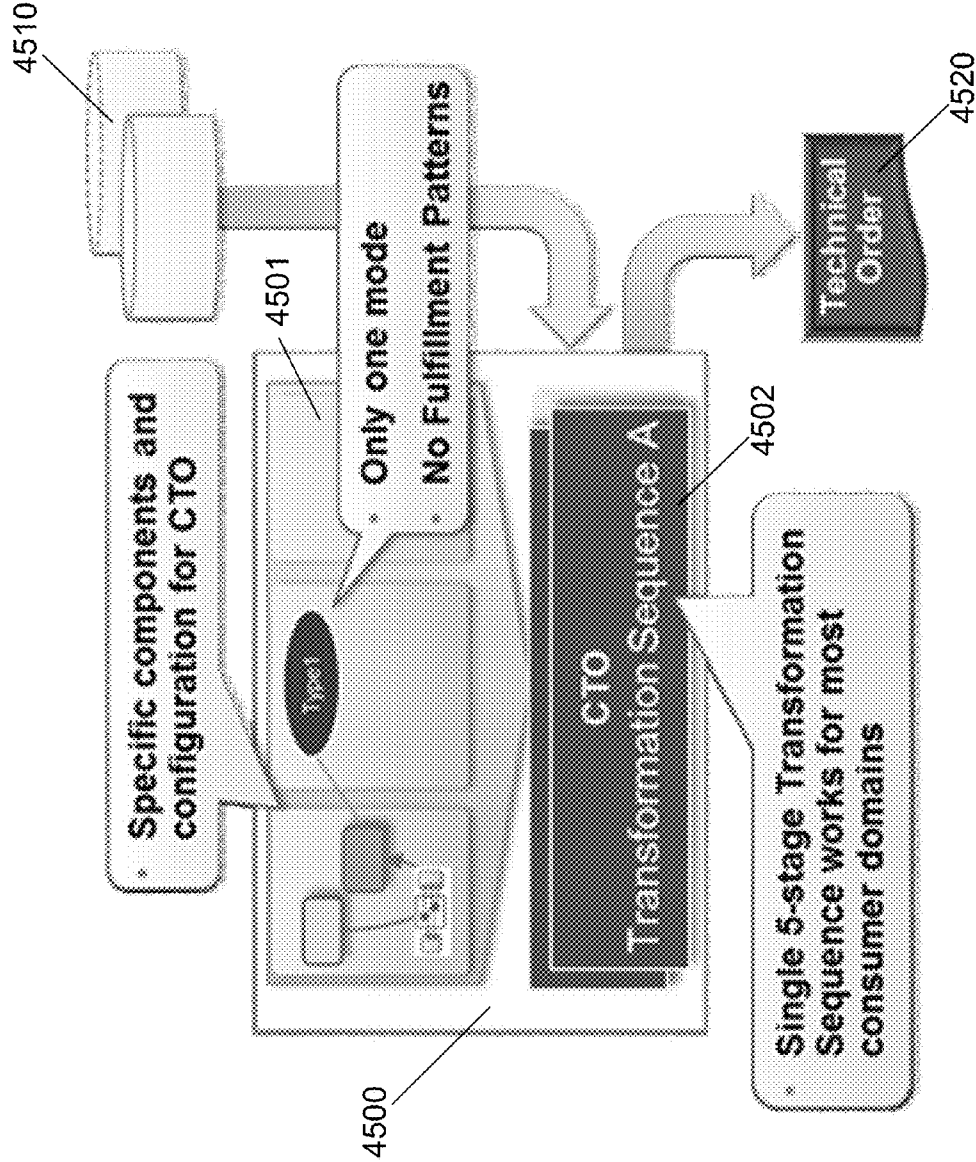 4510
Specific components and
configuration for CTO
4501
Type1
Only one mode
No Fulfillment Patterns
CTO
Transformation Sequence A
4502
4500
Single 5-stage Transformation
Sequence works for most
consumer domains
Technical
Order
4520